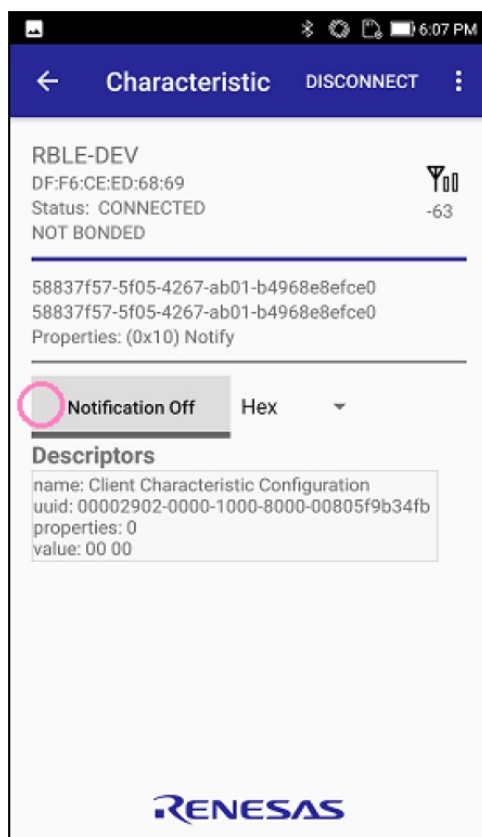 6:07 PM
Characteristic DISCONNECT
RBLE-DEV
DF:F6:CE:ED:68:69
Status: CONNECTED
-63
NOT BONDED
58837f57-5f05-4267-ab01-b4968e8efce0
58837f57-5f05-4267-ab01-b4968e8efce0
Properties: (0x10) Notify
Notification Off Hex
Descriptors
name: Client Characteristic Configuration
uuid: 00002902-0000-1000-8000-00805f9b34fb
properties: 0
value: 00 00
RENESAS